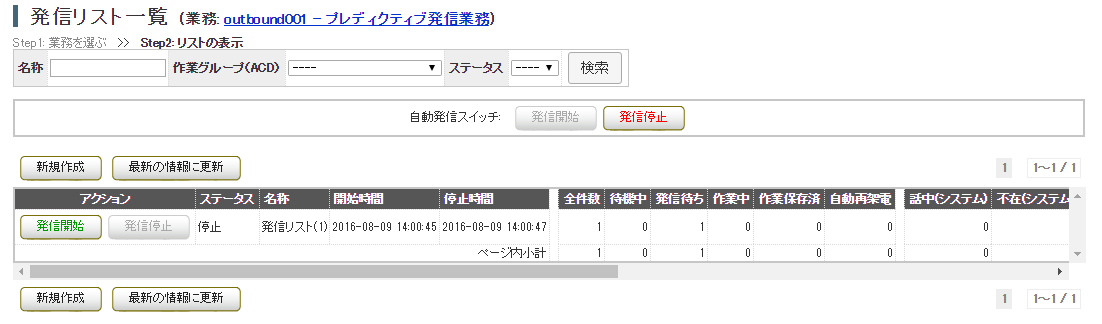 発信リスト一覧 (業務: outbound001 - プレディクティブ発信業務)
Step1: 業務を選ぶ >> Step2:リストの表示
名称 作業グループ(ACD) ---- ステータス ---- 検索
自動発信スイッチ: 発信開始 発信停止
新規作成 最新の情報に更新 1 1～1 / 1
アクション ステータス 名称 開始時間 停止時間 全件数 待機中 発信待ち 作業中 作業保存済 自動再架電 話中(システム) 不在(システム
発信開始 発信停止 停止 発信リスト(1) 2016-08-09 14:00:45 2016-08-09 14:00:47 1 0 1 0 0 0 0
ページ内小計 1 0 1 0 0 0 0
新規作成 最新の情報に更新 1 1～1 / 1